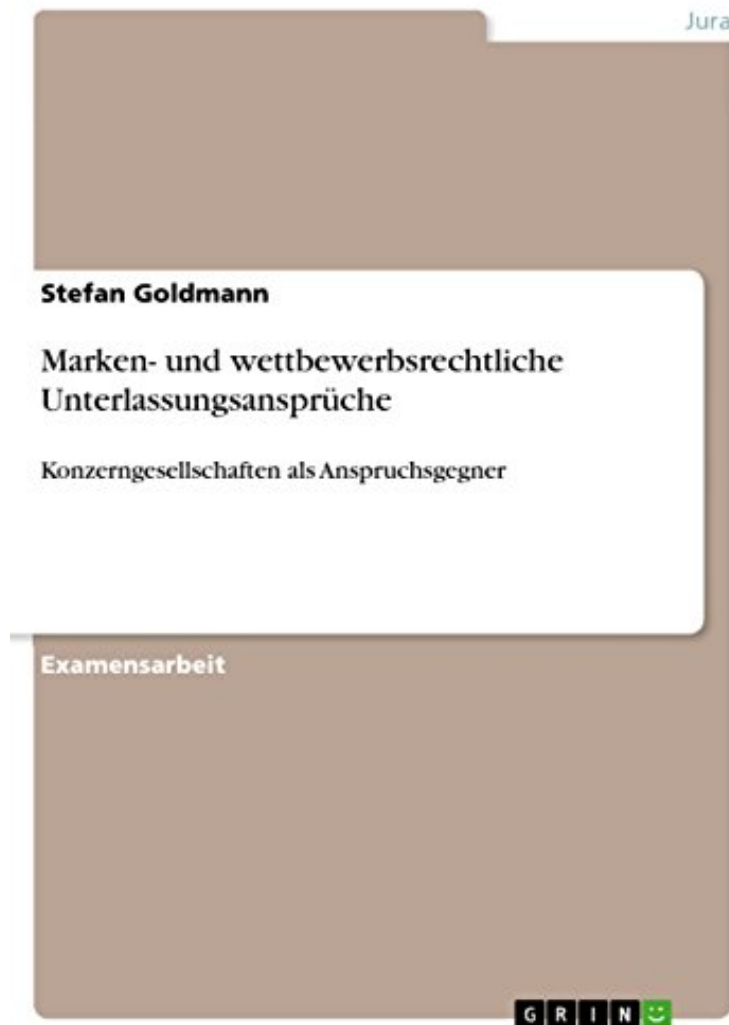 Jura
Stefan Goldmann
Marken- und wettbewerbsrechtliche
Unterlassungsansprüche
Konzerngesellschaften als Anspruchsgegner
Examensarbeit
GRIN